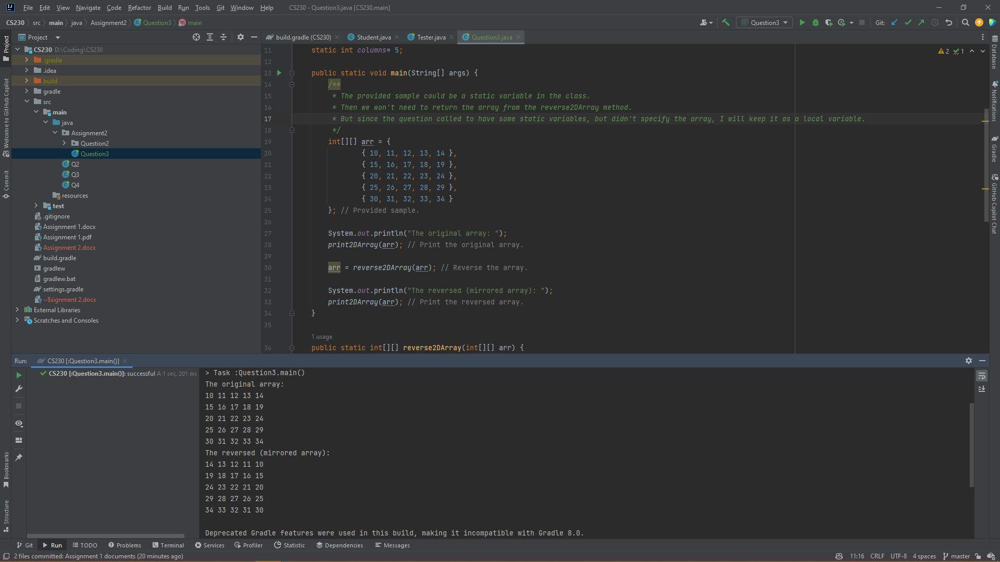 File Edit View Navigate Code Refactor Build Run Tools Git Window Help CS230 - Question3.java [CS230.main]
CS230 src main java Assignment2 Question3 main Question3 Git:
Project
build.gradle (CS230) Student.java Tester.java Question3.java
CS230 D:\Coding\CS230
.gradle
.idea
build
gradle
src
main
java
Assignment2
Question2
Question3
Q2
Q3
Q4
resources
test
.gitignore
Assignment 1.docx
Assignment 1.pdf
Assignment 2.docx
build.gradle
gradlew
gradlew.bat
settings.gradle
~$signment 2.docx
External Libraries
Scratches and Consoles
2 1
11 static int columns= 5;
12
13 public static void main(String[] args) {
14 /**
15 * The provided sample could be a static variable in the class.
16 * Then we won't need to return the array from the reverse2DArray method.
17 * But since the question called to have some static variables, but didn't specify the array, I will keep it as a local variable.
18 */
19 int[][] arr = {
20 { 10, 11, 12, 13, 14 },
21 { 15, 16, 17, 18, 19 },
22 { 20, 21, 22, 23, 24 },
23 { 25, 26, 27, 28, 29 },
24 { 30, 31, 32, 33, 34 }
25 }; // Provided sample.
26
27 System.out.println("The original array: ");
28 print2DArray(arr); // Print the original array.
29
30 arr = reverse2DArray(arr); // Reverse the array.
31
32 System.out.println("The reversed (mirrored array): ");
33 print2DArray(arr); // Print the reversed array.
34 }
35
1 usage
36 public static int[][] reverse2DArray(int[][] arr) {
Project
Welcome to GitHub Copilot
Commit
Bookmarks
Structure
Database
Notifications
Gradle
GitHub Copilot Chat
Run: CS230 [:Question3.main()]
CS230 [:Question3.main()]: successful A 1 sec, 201 ms
> Task :Question3.main()
The original array:
10 11 12 13 14
15 16 17 18 19
20 21 22 23 24
25 26 27 28 29
30 31 32 33 34
The reversed (mirrored array):
14 13 12 11 10
19 18 17 16 15
24 23 22 21 20
29 28 27 26 25
34 33 32 31 30
Deprecated Gradle features were used in this build, making it incompatible with Gradle 8.0.
Git Run TODO Problems Terminal Services Profiler Statistic Dependencies Messages
2 files committed: Assignment 1 documents (20 minutes ago) 11:16 CRLF UTF-8 4 spaces master